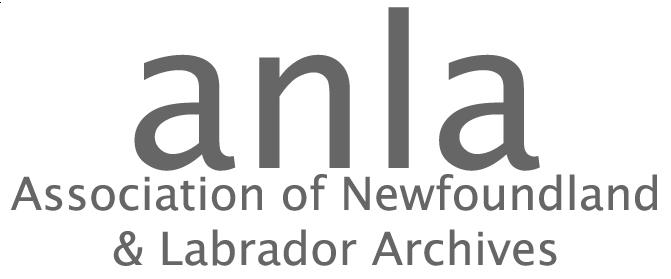 anla
Association of Newfoundland
& Labrador Archives